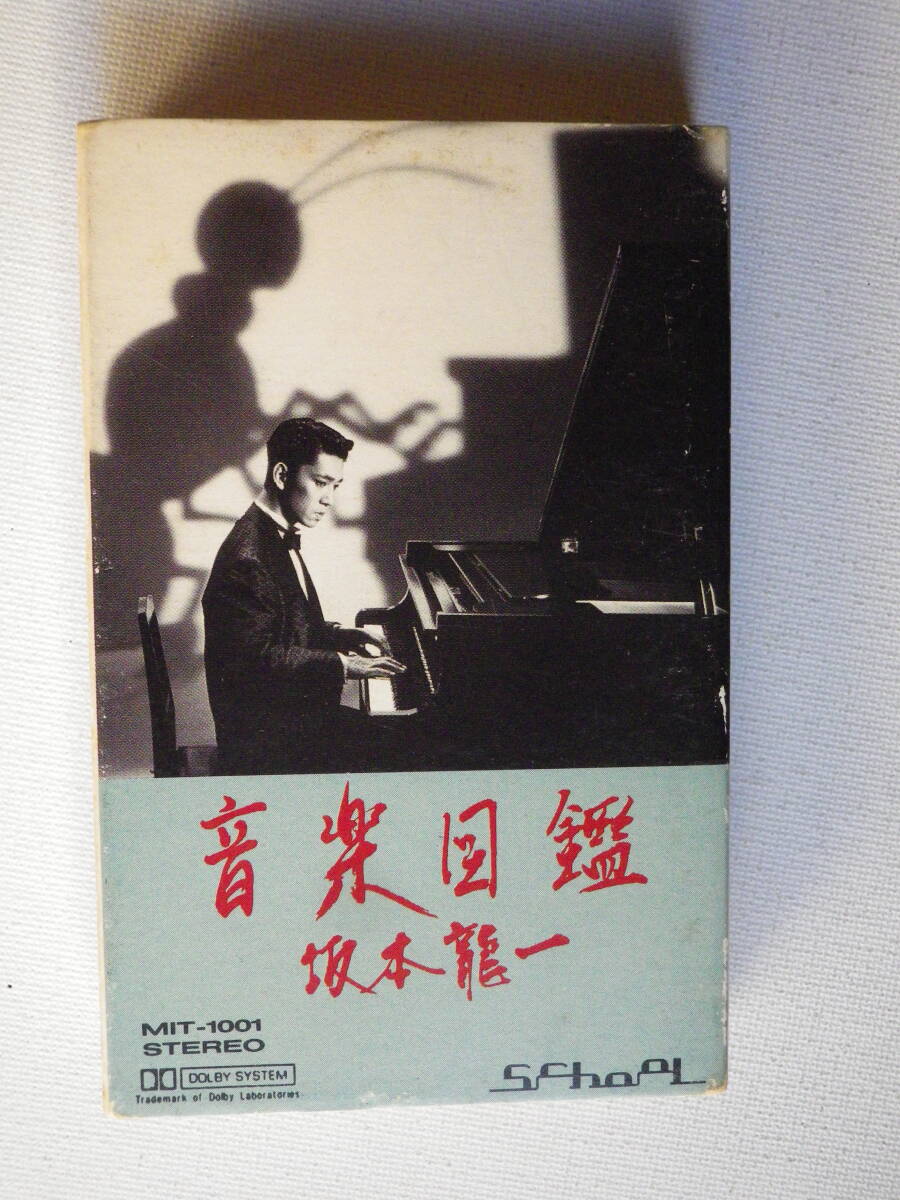 音楽図鑑
坂本龍一
MIT-1001
STEREO
DOLBY SYSTEM
Trademark of Dolby Laboratories
School